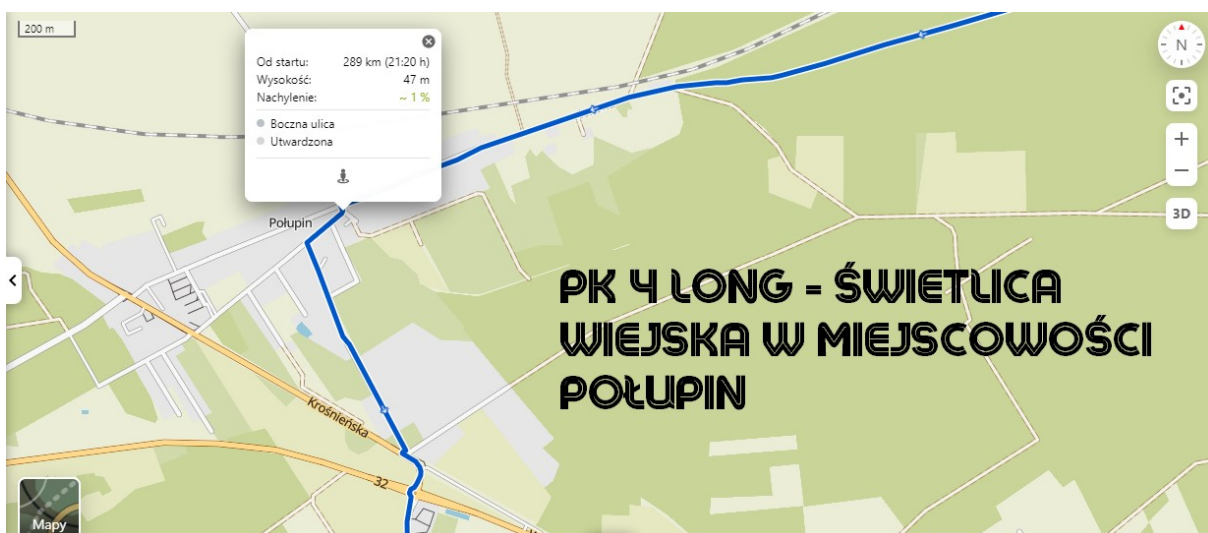 200 m
Od startu: 289 km (21:20 h)
Wysokość: 47 m
Nachylenie: ~ 1 %
Boczna ulica
Utwardzona
N
3D
Połupin
PK 4 LONG - ŚWIETLICA
WIEJSKA W MIEJSCOWOŚCI
POŁUPIN
Krośnieńska
32
Mapy